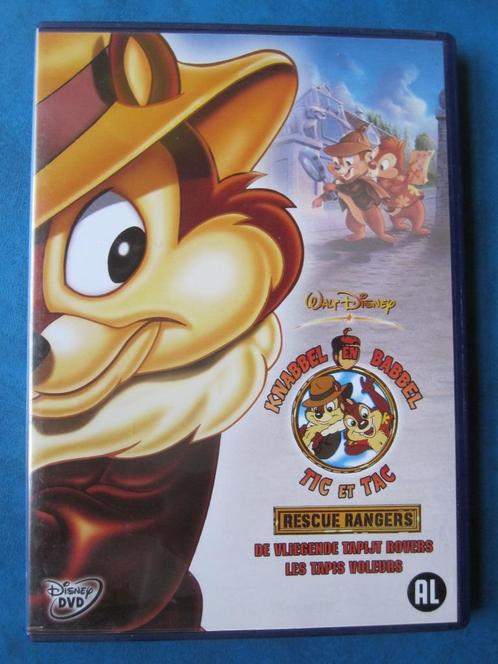 WALT DISNEY
KNABBEL EN BABBEL
TIC ET TAC
RESCUE RANGERS
DE VLIEGENDE TAPIJT ROVERS
LES TAPIS VOLEURS
DISNEY
DVD
AL